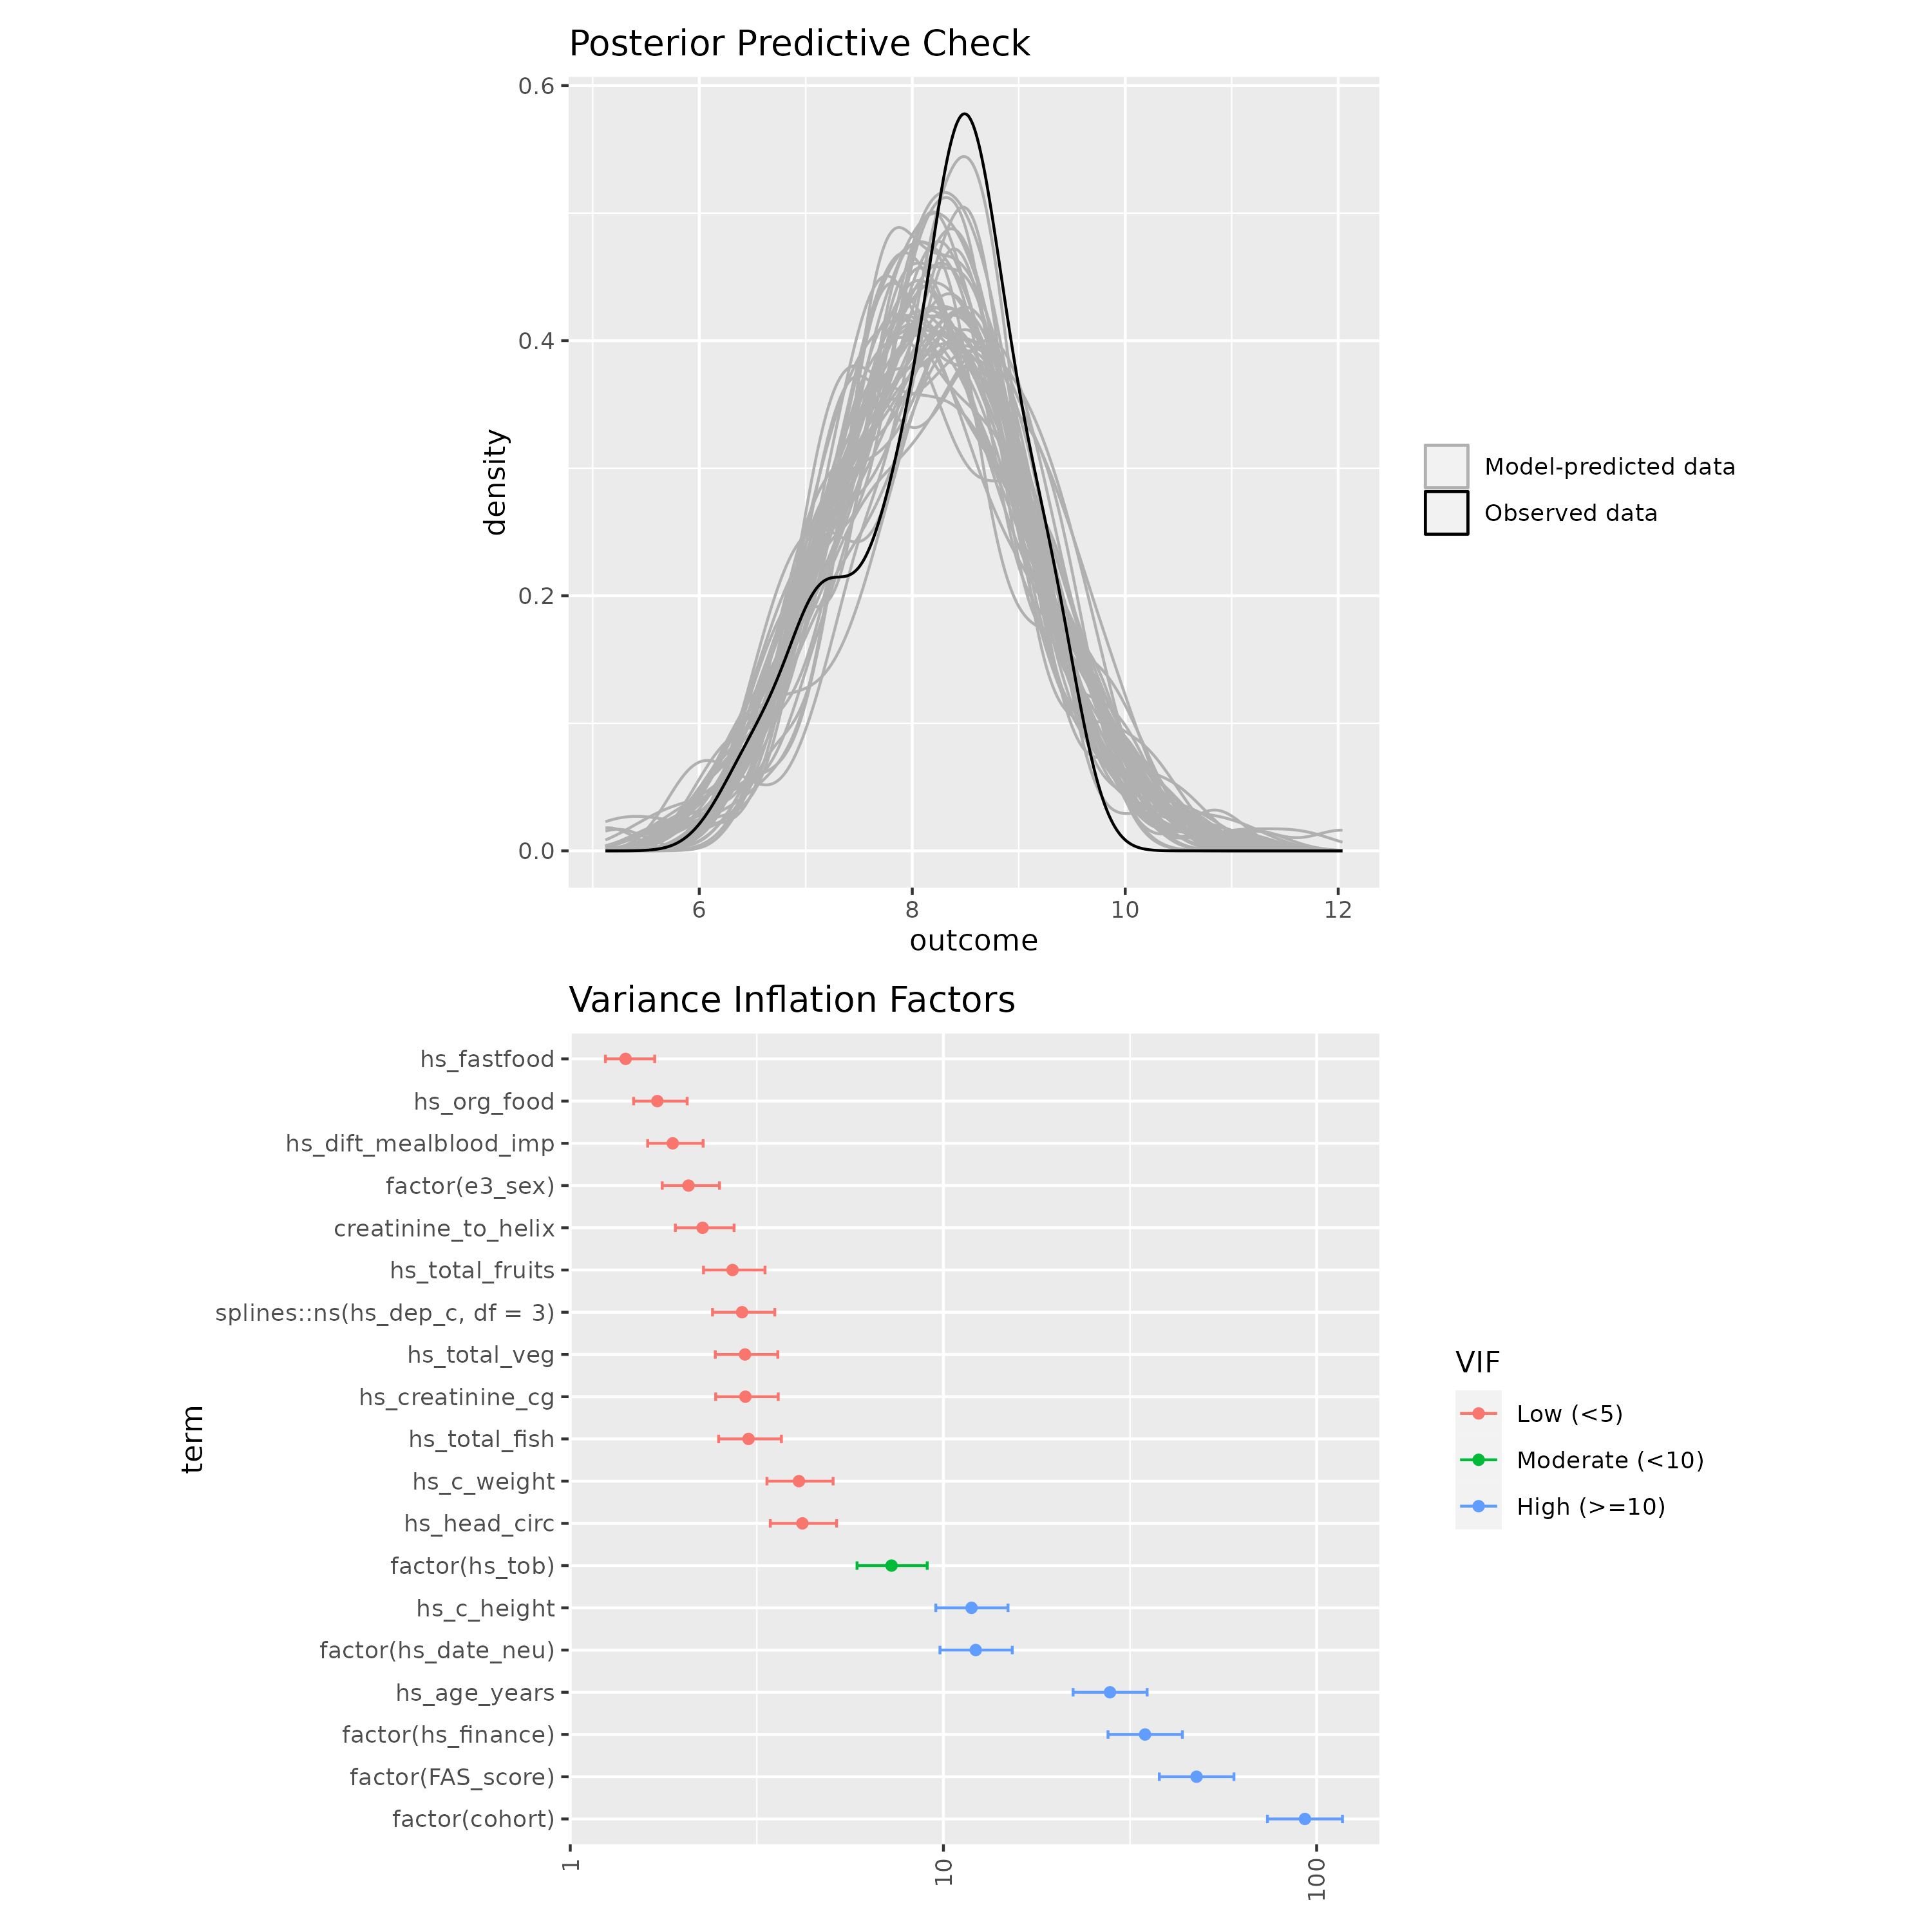 Posterior Predictive Check
0.6
0.4
0.2
0.0
density
6 8 10 12
outcome
Model-predicted data
Observed data
Variance Inflation Factors
term
hs_fastfood
hs_org_food
hs_dift_mealblood_imp
factor(e3_sex)
creatinine_to_helix
hs_total_fruits
splines::ns(hs_dep_c, df = 3)
hs_total_veg
hs_creatinine_cg
hs_total_fish
hs_c_weight
hs_head_circ
factor(hs_tob)
hs_c_height
factor(hs_date_neu)
hs_age_years
factor(hs_finance)
factor(FAS_score)
factor(cohort)
1 10 100
VIF
Low (<5)
Moderate (<10)
High (>=10)